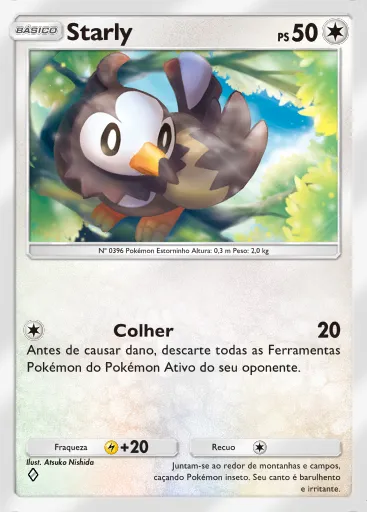 BÁSICO Starly PS 50
Nº 0396 Pokémon Estorninho Altura: 0,3 m Peso: 2,0 kg
Colher 20
Antes de causar dano, descarte todas as Ferramentas
Pokémon do Pokémon Ativo do seu oponente.
Fraqueza +20 Recuo
Ilust. Atsuko Nishida
Juntam-se ao redor de montanhas e campos,
caçando Pokémon inseto. Seu canto é barulhento
e irritante.